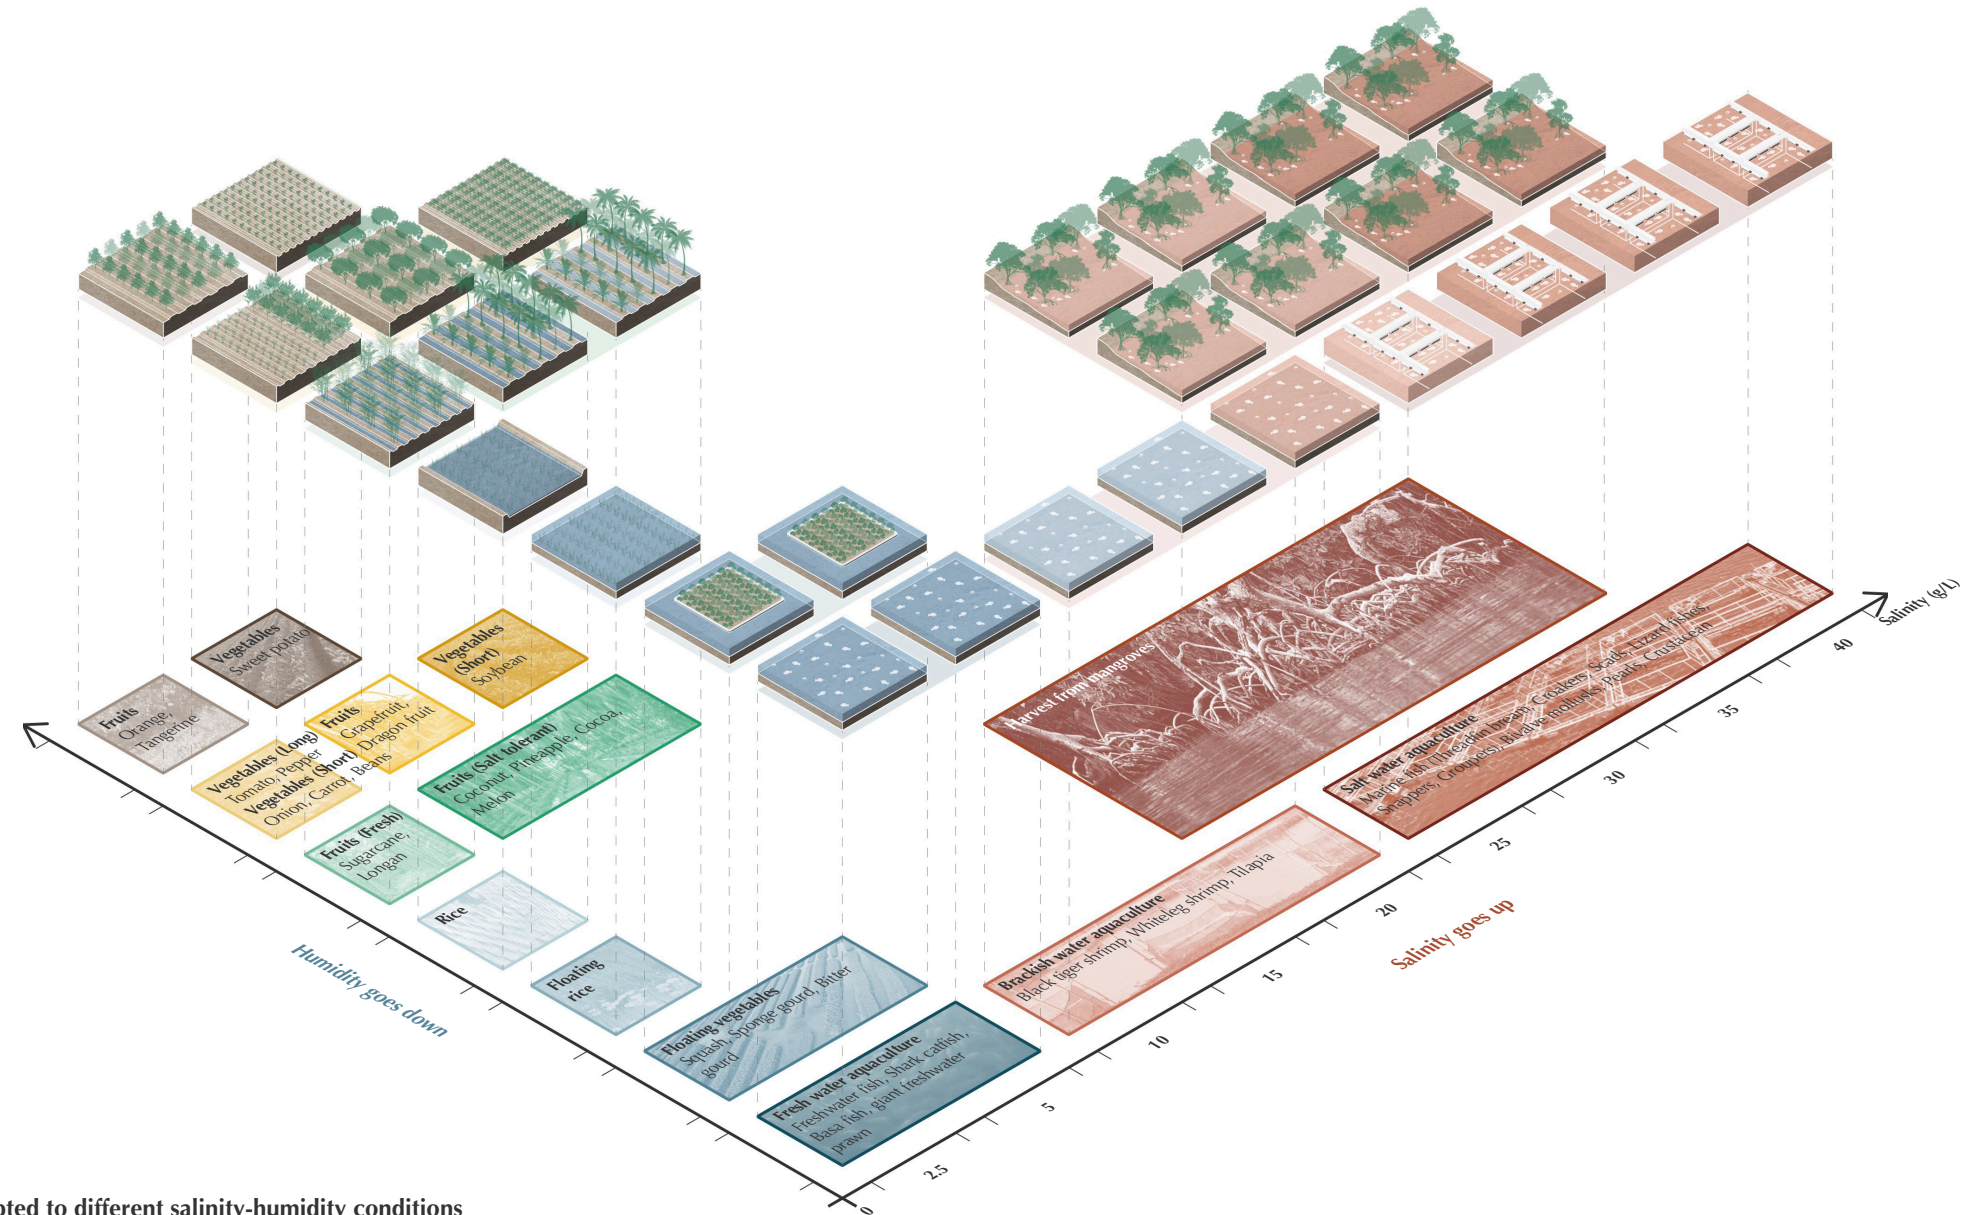 Vegetables
Sweet potato
Vegetables
(Short)
Soybean
Fruits
Orange,
Tangerine
Fruits
Grapefruit,
Dragon fruit
Vegetables (Long)
Tomato, Pepper
Vegetables (Short)
Onion, Carrot, Beans
Fruits (Salt tolerant)
Coconut, Pineapple, Cocoa,
Melon
Fruits (Fresh)
Sugarcane,
Longan
Rice
Floating
rice
Floating vegetables
Squash, Sponge gourd, Bitter
gourd
Fresh water aquaculture
Freshwater fish, Shark catfish,
Basa fish, giant freshwater
prawn
Harvest from mangroves
Brackish water aquaculture
Black tiger shrimp, Whiteleg shrimp, Tilapia
Salt water aquaculture
Marine fish (Threadfin bream, Croakers, Scads, Lizard fishes,
Snappers, Groupers), Bivalve mollusks, Pearls, Crustacean
Humidity goes down
Salinity goes up
Salinity (g/L)
0
2.5
5
10
15
20
25
30
35
40
pted to different salinity-humidity conditions